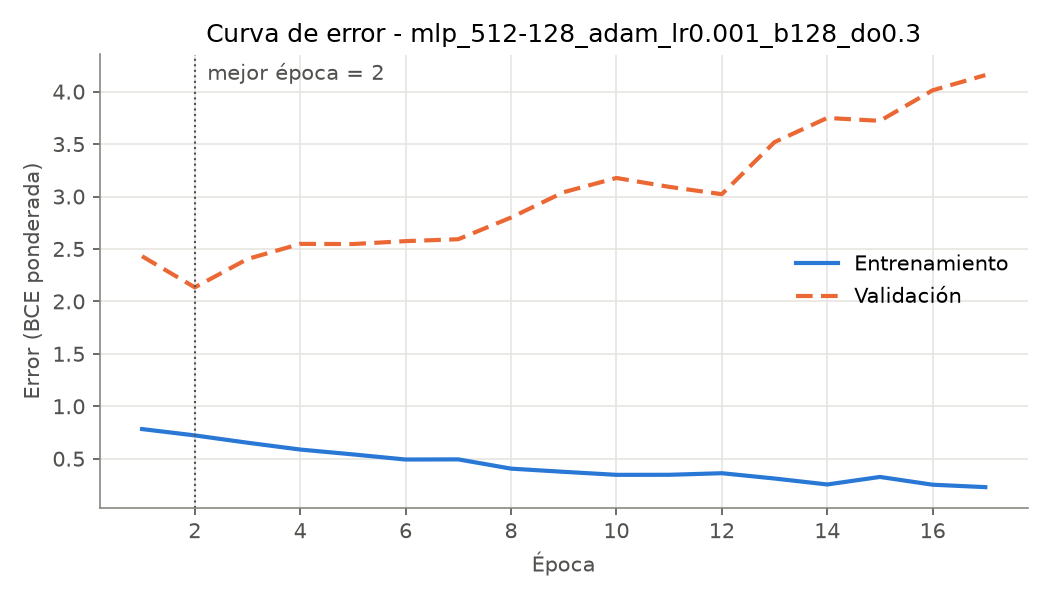 Curva de error - mlp_512-128_adam_lr0.001_b128_do0.3
mejor época = 2
Error (BCE ponderada)
4.0
3.5
3.0
2.5
2.0
1.5
1.0
0.5
Entrenamiento
Validación
2 4 6 8 10 12 14 16
Época